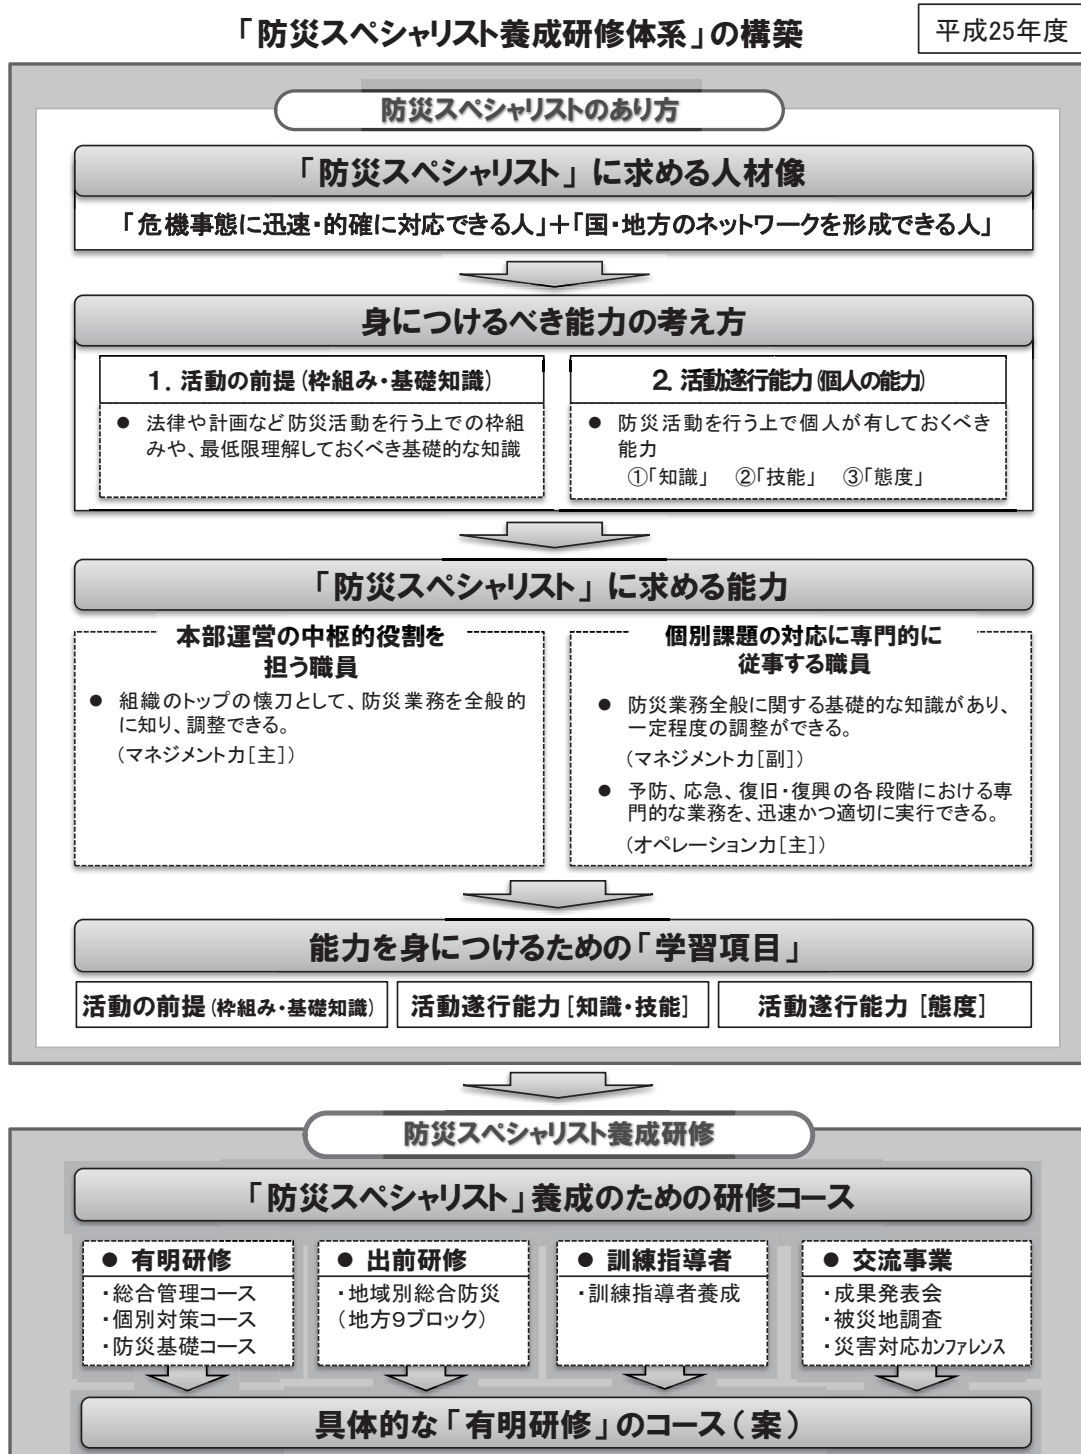 「防災スペシャリスト養成研修体系」の構築
平成25年度
防災スペシャリストのあり方
「防災スペシャリスト」に求める人材像
「危機事態に迅速・的確に対応できる人」＋「国・地方のネットワークを形成できる人」
身につけるべき能力の考え方
1．活動の前提（枠組み・基礎知識）
● 法律や計画など防災活動を行う上での枠組
みや、最低限理解しておくべき基礎的な知識
2．活動遂行能力（個人の能力）
● 防災活動を行う上で個人が有しておくべき
能力
①「知識」 ②「技能」 ③「態度」
「防災スペシャリスト」に求める能力
本部運営の中枢的役割を
担う職員
● 組織のトップの懐刀として、防災業務を全般的
に知り、調整できる。
（マネジメント力［主］）
個別課題の対応に専門的に
従事する職員
● 防災業務全般に関する基礎的な知識があり、
一定程度の調整ができる。
（マネジメント力［副］）
● 予防、応急、復旧・復興の各段階における専
門的な業務を、迅速かつ適切に実行できる。
（オペレーション力［主］）
能力を身につけるための「学習項目」
活動の前提（枠組み・基礎知識）
活動遂行能力［知識・技能］
活動遂行能力［態度］
防災スペシャリスト養成研修
「防災スペシャリスト」養成のための研修コース
● 有明研修
・総合管理コース
・個別対策コース
・防災基礎コース
● 出前研修
・地域別総合防災
（地方9ブロック）
● 訓練指導者
・訓練指導者養成
● 交流事業
・成果発表会
・被災地調査
・災害対応カンファレンス
具体的な「有明研修」のコース（案）